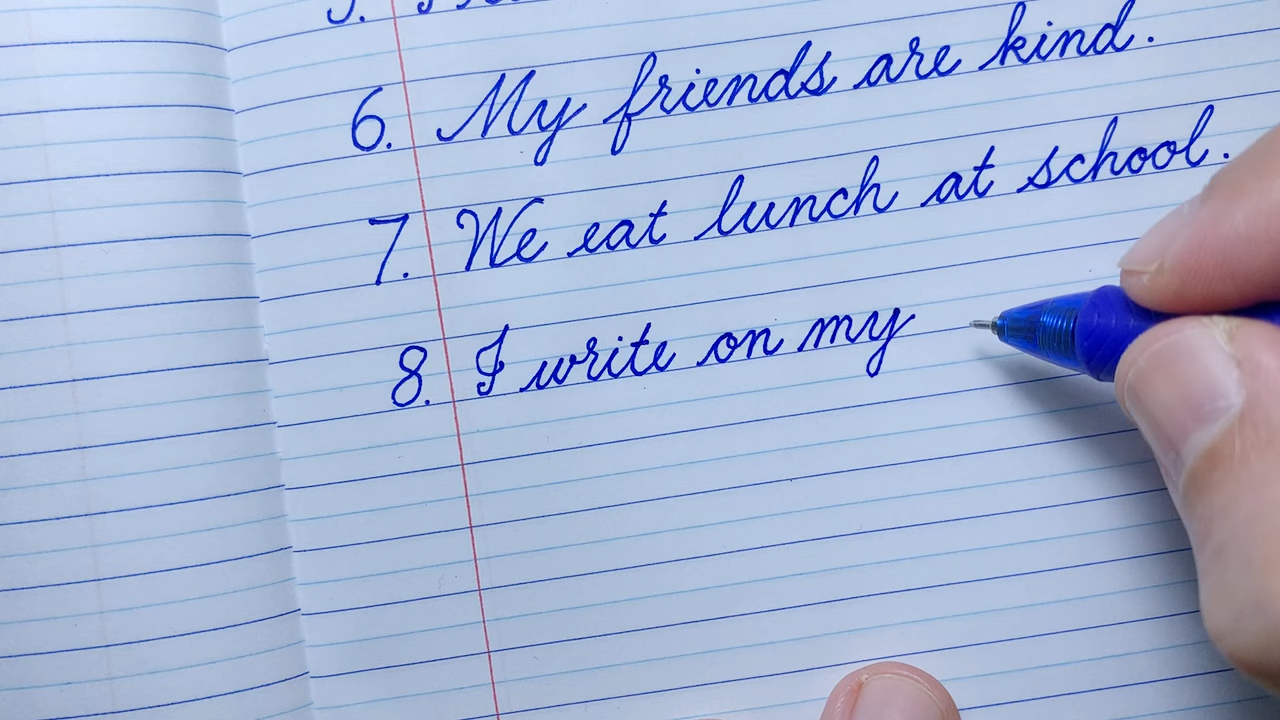 6. My friends are kind.
7. We eat lunch at school.
8. I write on my